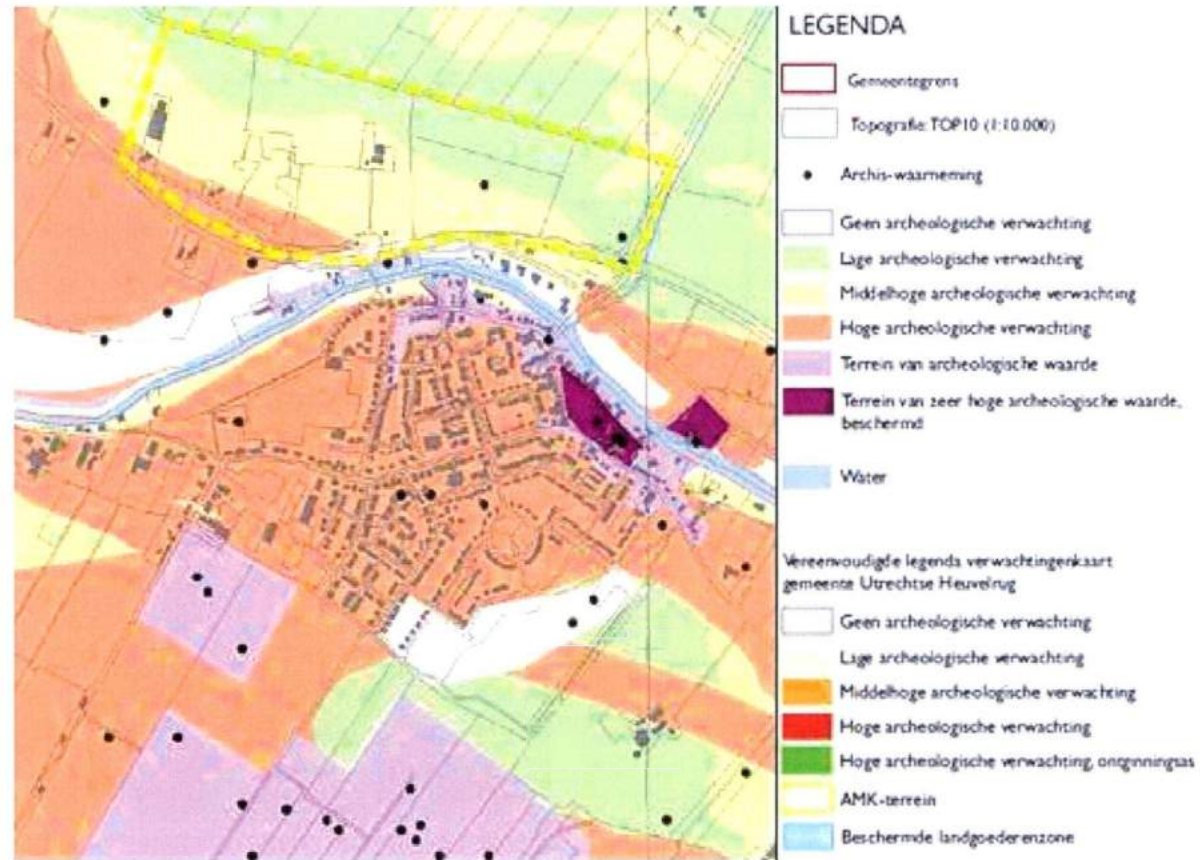 LEGENDA
Gemeentegrens
Topografie: TOP10 (1:10.000)
Archis-waarneming
Geen archeologische verwachting
Lage archeologische verwachting
Middelhoge archeologische verwachting
Hoge archeologische verwachting
Terrein van archeologische waarde
Terrein van zeer hoge archeologische waarde,
beschermd
Water
Vereenvoudigde legenda verwachtingenkaart
gemeente Utrechtse Heuvelrug
Geen archeologische verwachting
Lage archeologische verwachting
Middelhoge archeologische verwachting
Hoge archeologische verwachting
Hoge archeologische verwachting, ontginningsas
AMK-terrein
Beschermde landgoederenzone